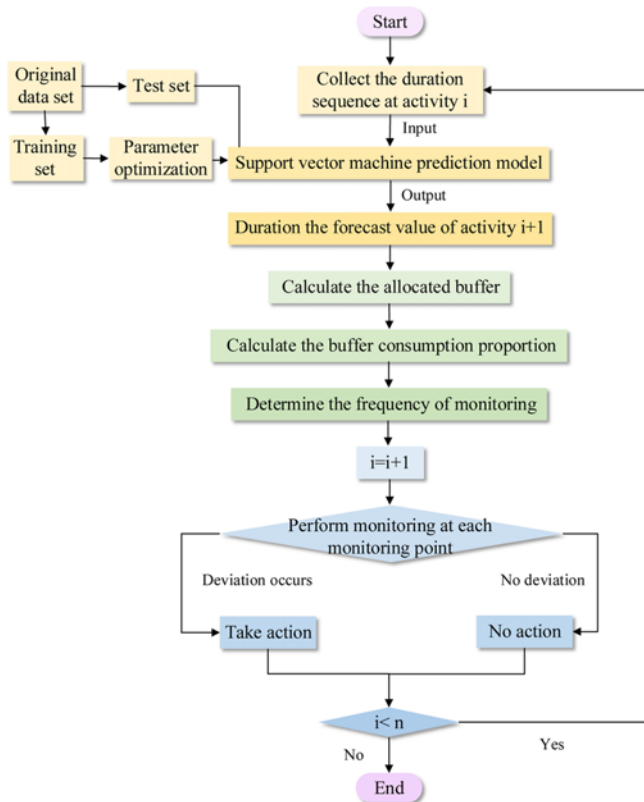 Start
Collect the duration
sequence at activity i
Original
data set
Test set
Input
Training
set
Parameter
optimization
Support vector machine prediction model
Output
Duration the forecast value of activity i+1
Calculate the allocated buffer
Calculate the buffer consumption proportion
Determine the frequency of monitoring
i=i+1
Perform monitoring at each
monitoring point
Deviation occurs
No deviation
Take action
No action
i< n
No
Yes
End